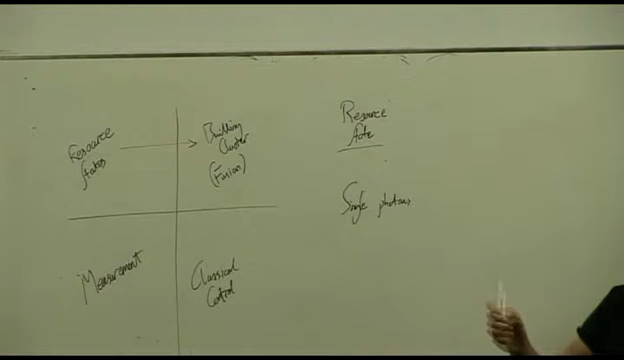 Resource
States
Building
Cluster
(Fusion)
Measurement
Classical
Control
Resource
State
Single photons